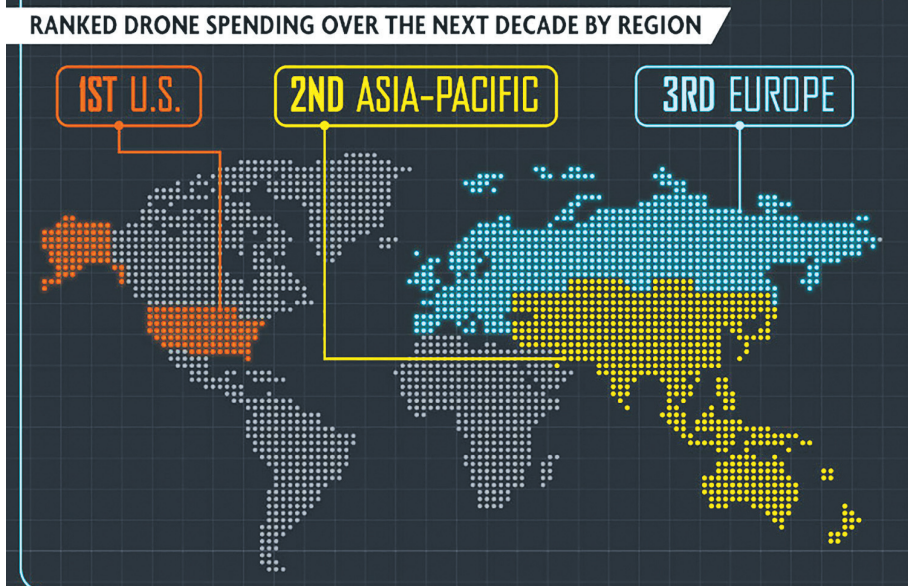 RANKED DRONE SPENDING OVER THE NEXT DECADE BY REGION
1ST U.S.
2ND ASIA-PACIFIC
3RD EUROPE